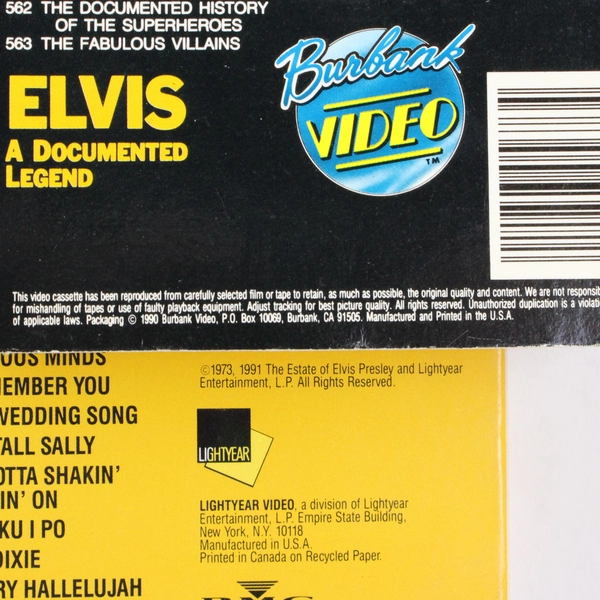 562 THE DOCUMENTED HISTORY
OF THE SUPERHEROES
563 THE FABULOUS VILLAINS
ELVIS
A DOCUMENTED
LEGEND
Burbank
VIDEO
TM
This video cassette has been reproduced from carefully selected film or tape to retain, as much as possible, the original quality and content. We are not responsib
for mishandling of tapes or use of faulty playback equipment. Adjust tracking for best picture quality. All rights reserved. Unauthorized duplication is a violati
of applicable laws. Packaging © 1990 Burbank Video, P.O. Box 10069, Burbank, CA 91505. Manufactured and Printed in the U.S.A.
OUS MINDS
EMBER YOU
WEDDING SONG
TALL SALLY
OTTA SHAKIN'
IN' ON
KU I PO
DIXIE
RY HALLELUJAH
©1973, 1991 The Estate of Elvis Presley and Lightyear
Entertainment, L.P. All Rights Reserved.
LIGHTYEAR
LIGHTYEAR VIDEO, a division of Lightyear
Entertainment, L.P. Empire State Building,
New York, N.Y. 10118
Manufactured in U.S.A.
Printed in Canada on Recycled Paper.
BMG